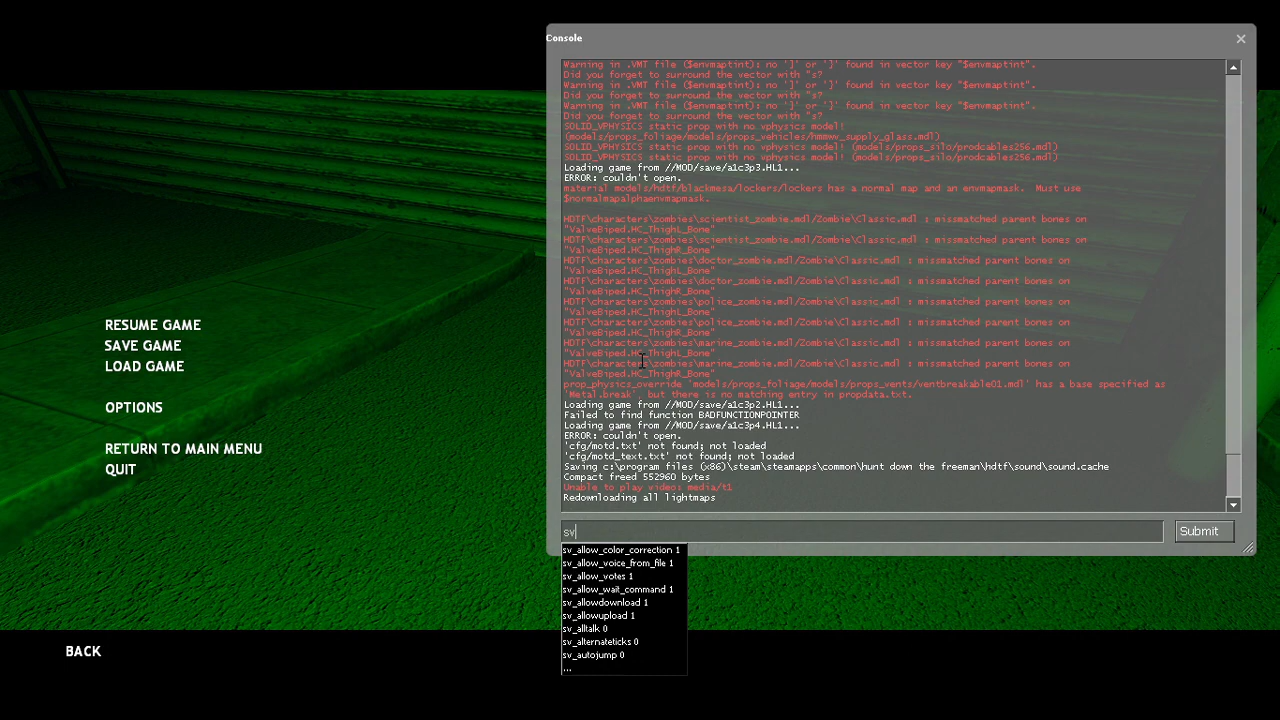 Console
Warning in .VMT file ($envmaptint): no ']' or '}' found in vector key "$envmaptint".
Did you forget to surround the vector with "s?
Warning in .VMT file ($envmaptint): no ']' or '}' found in vector key "$envmaptint".
Did you forget to surround the vector with "s?
Warning in .VMT file ($envmaptint): no ']' or '}' found in vector key "$envmaptint".
Did you forget to surround the vector with "s?
SOLID_VPHYSICS static prop with no vphysics model!
(models/props_foliage/models/props_vehicles/hmmwv_supply_glass.mdl)
SOLID_VPHYSICS static prop with no vphysics model! (models/props_silo/prodcables256.mdl)
SOLID_VPHYSICS static prop with no vphysics model! (models/props_silo/prodcables256.mdl)
Loading game from //MOD/save/a1c3p3.HL1...
ERROR: couldn't open.
material models/hdtf/blackmesa/lockers/lockers has a normal map and an envmapmask.  Must use
$normalmapalphaenvmapmask.
HDTF\characters\zombies\scientist_zombie.mdl/Zombie\Classic.mdl : missmatched parent bones on
"ValveBiped.HC_ThighL_Bone"
HDTF\characters\zombies\scientist_zombie.mdl/Zombie\Classic.mdl : missmatched parent bones on
"ValveBiped.HC_ThighR_Bone"
HDTF\characters\zombies\doctor_zombie.mdl/Zombie\Classic.mdl : missmatched parent bones on
"ValveBiped.HC_ThighL_Bone"
HDTF\characters\zombies\doctor_zombie.mdl/Zombie\Classic.mdl : missmatched parent bones on
"ValveBiped.HC_ThighR_Bone"
HDTF\characters\zombies\police_zombie.mdl/Zombie\Classic.mdl : missmatched parent bones on
"ValveBiped.HC_ThighL_Bone"
HDTF\characters\zombies\police_zombie.mdl/Zombie\Classic.mdl : missmatched parent bones on
"ValveBiped.HC_ThighR_Bone"
HDTF\characters\zombies\marine_zombie.mdl/Zombie\Classic.mdl : missmatched parent bones on
"ValveBiped.HC_ThighL_Bone"
HDTF\characters\zombies\marine_zombie.mdl/Zombie\Classic.mdl : missmatched parent bones on
"ValveBiped.HC_ThighR_Bone"
prop_physics_override 'models/props_foliage/models/props_vents/ventbreakable01.mdl' has a base specified as
'Metal.break', but there is no matching entry in propdata.txt.
Loading game from //MOD/save/a1c3p2.HL1...
Failed to find function BADFUNCTIONPOINTER
Loading game from //MOD/save/a1c3p4.HL1...
ERROR: couldn't open.
'cfg/motd.txt' not found; not loaded
'cfg/motd_text.txt' not found; not loaded
Saving c:\program files (x86)\steam\steamapps\common\hunt down the freeman\hdtf\sound\sound.cache
Compact freed 552960 bytes
Unable to play video: media/t1
Redownloading all lightmaps
sv
Submit
sv_allow_color_correction 1
sv_allow_voice_from_file 1
sv_allow_votes 1
sv_allow_wait_command 1
sv_allowdownload 1
sv_allowupload 1
sv_alltalk 0
sv_alternateticks 0
sv_autojump 0
...
RESUME GAME
SAVE GAME
LOAD GAME
OPTIONS
RETURN TO MAIN MENU
QUIT
BACK